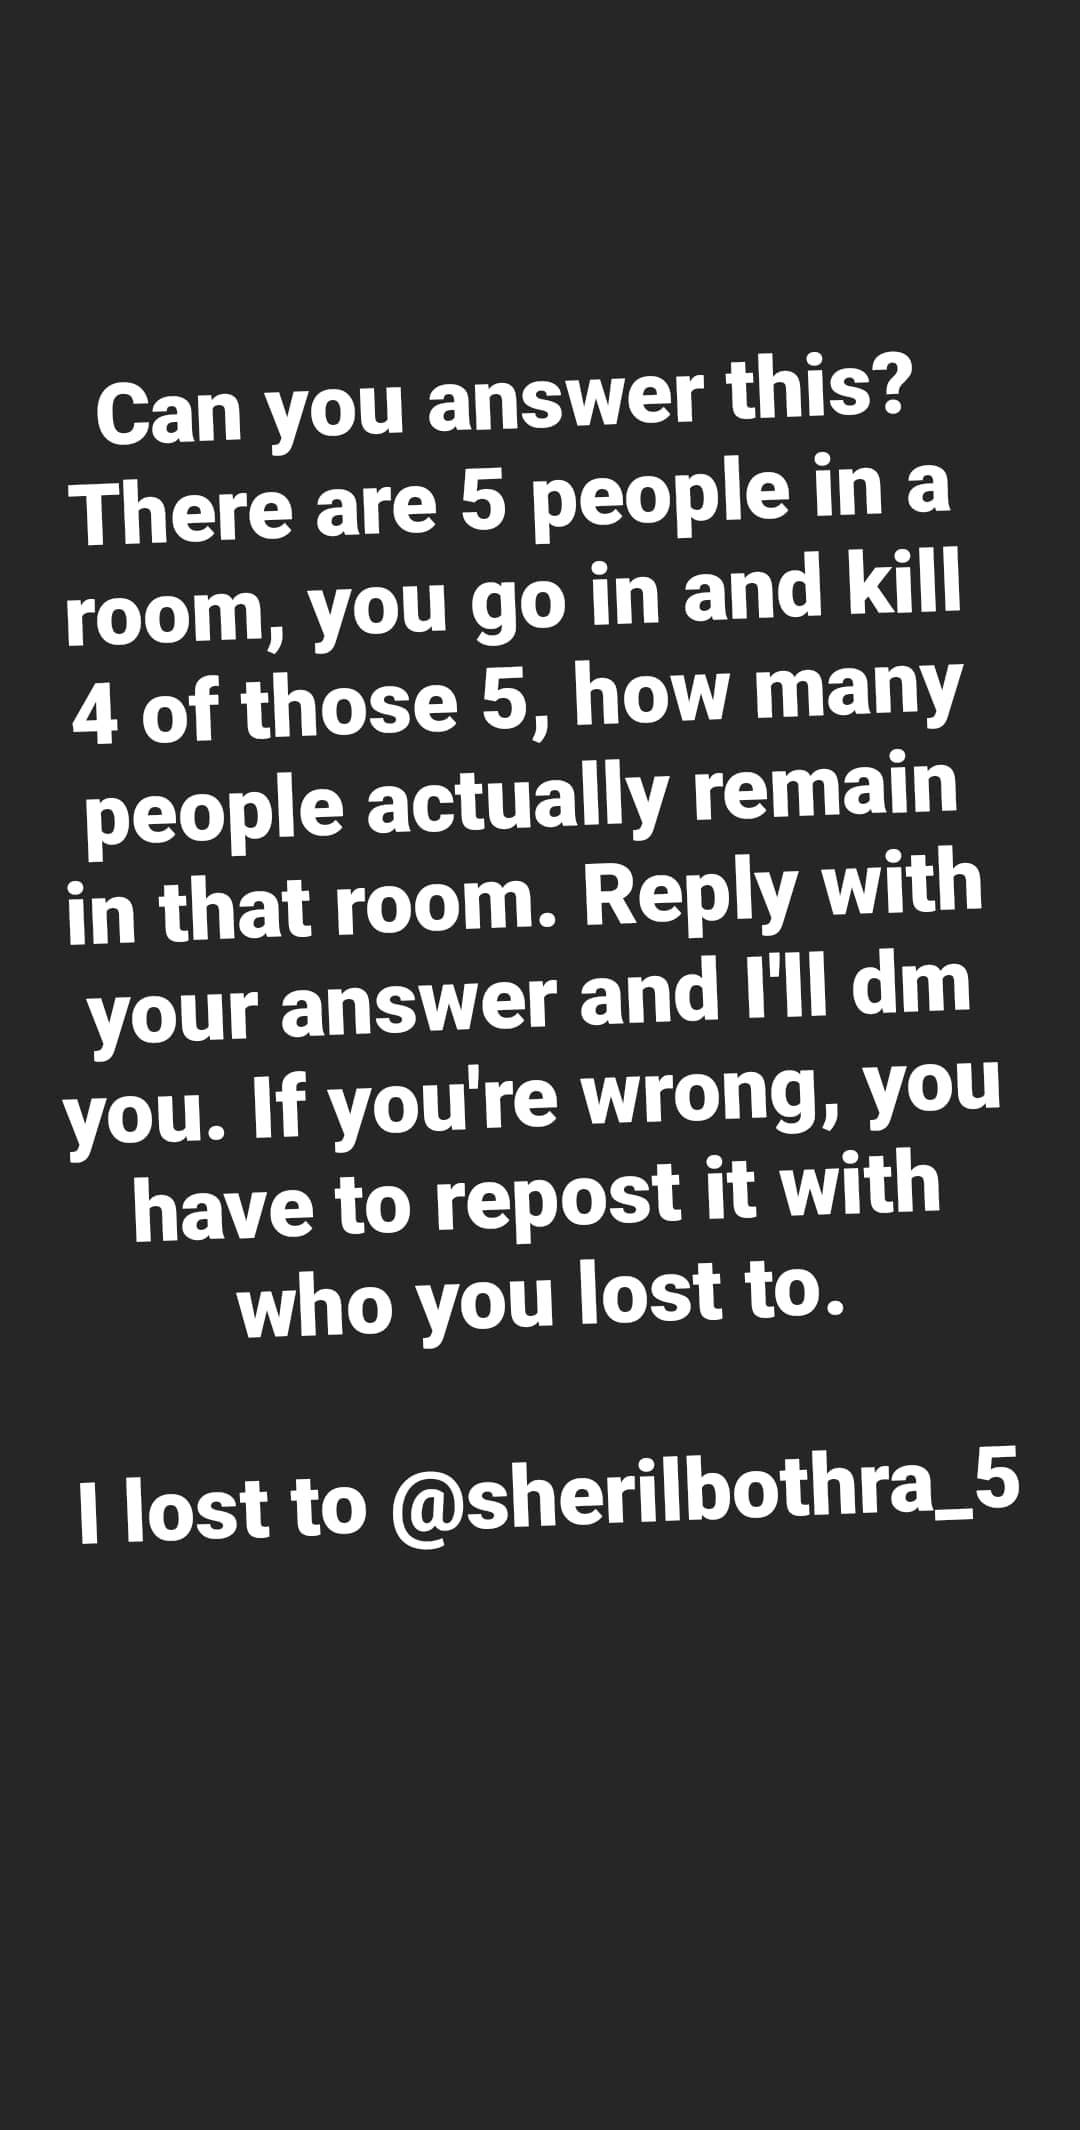 Can you answer this?
There are 5 people in a
room, you go in and kill
4 of those 5, how many
people actually remain
in that room. Reply with
your answer and I'll dm
you. If you're wrong, you
have to repost it with
who you lost to.
I lost to @sherilbothra_5